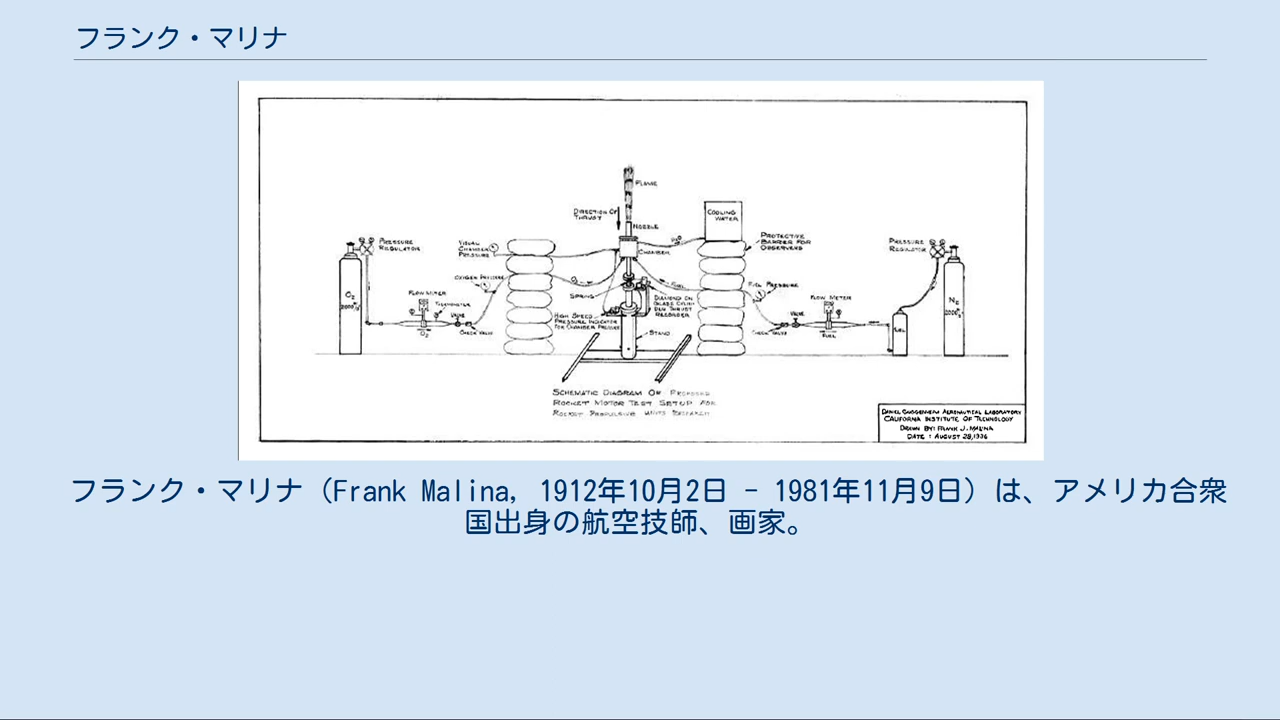 フランク・マリナ
FLAME
DIRECTION OF
THRUST
NOZZLE
COOLING
WATER
PRESSURE
REGULATOR
VISUAL
CHAMBER
PRESSURE
CHAMBER
PROTECTIVE
BARRIER FOR
OBSERVERS
PRESSURE
REGULATOR
OXYGEN PRESSURE
O2
FUEL
FUEL PRESSURE
O2
SPRING
FLOW METER
VALVE
CHECK VALVE
O2
HIGH SPEED
PRESSURE INDICATOR
FOR CHAMBER PRESSURE
STAND
DIAMOND ON
THRUST
RECORDER
VALVE
CHECK VALVE
FLOW METER
FUEL
FUEL
SCHEMATIC DIAGRAM OF PROPOSED
ROCKET MOTOR TEST SETUP FOR
ROCKET PROPULSIVE UNITS RESEARCH
DANIEL GUGGENHEIM AERONAUTICAL LABORATORY
CALIFORNIA INSTITUTE OF TECHNOLOGY
DRAWN BY: FRANK J. MALINA
DATE : AUGUST 28, 1936
フランク・マリナ（Frank Malina, 1912年10月2日 - 1981年11月9日）は、アメリカ合衆
国出身の航空技師、画家。